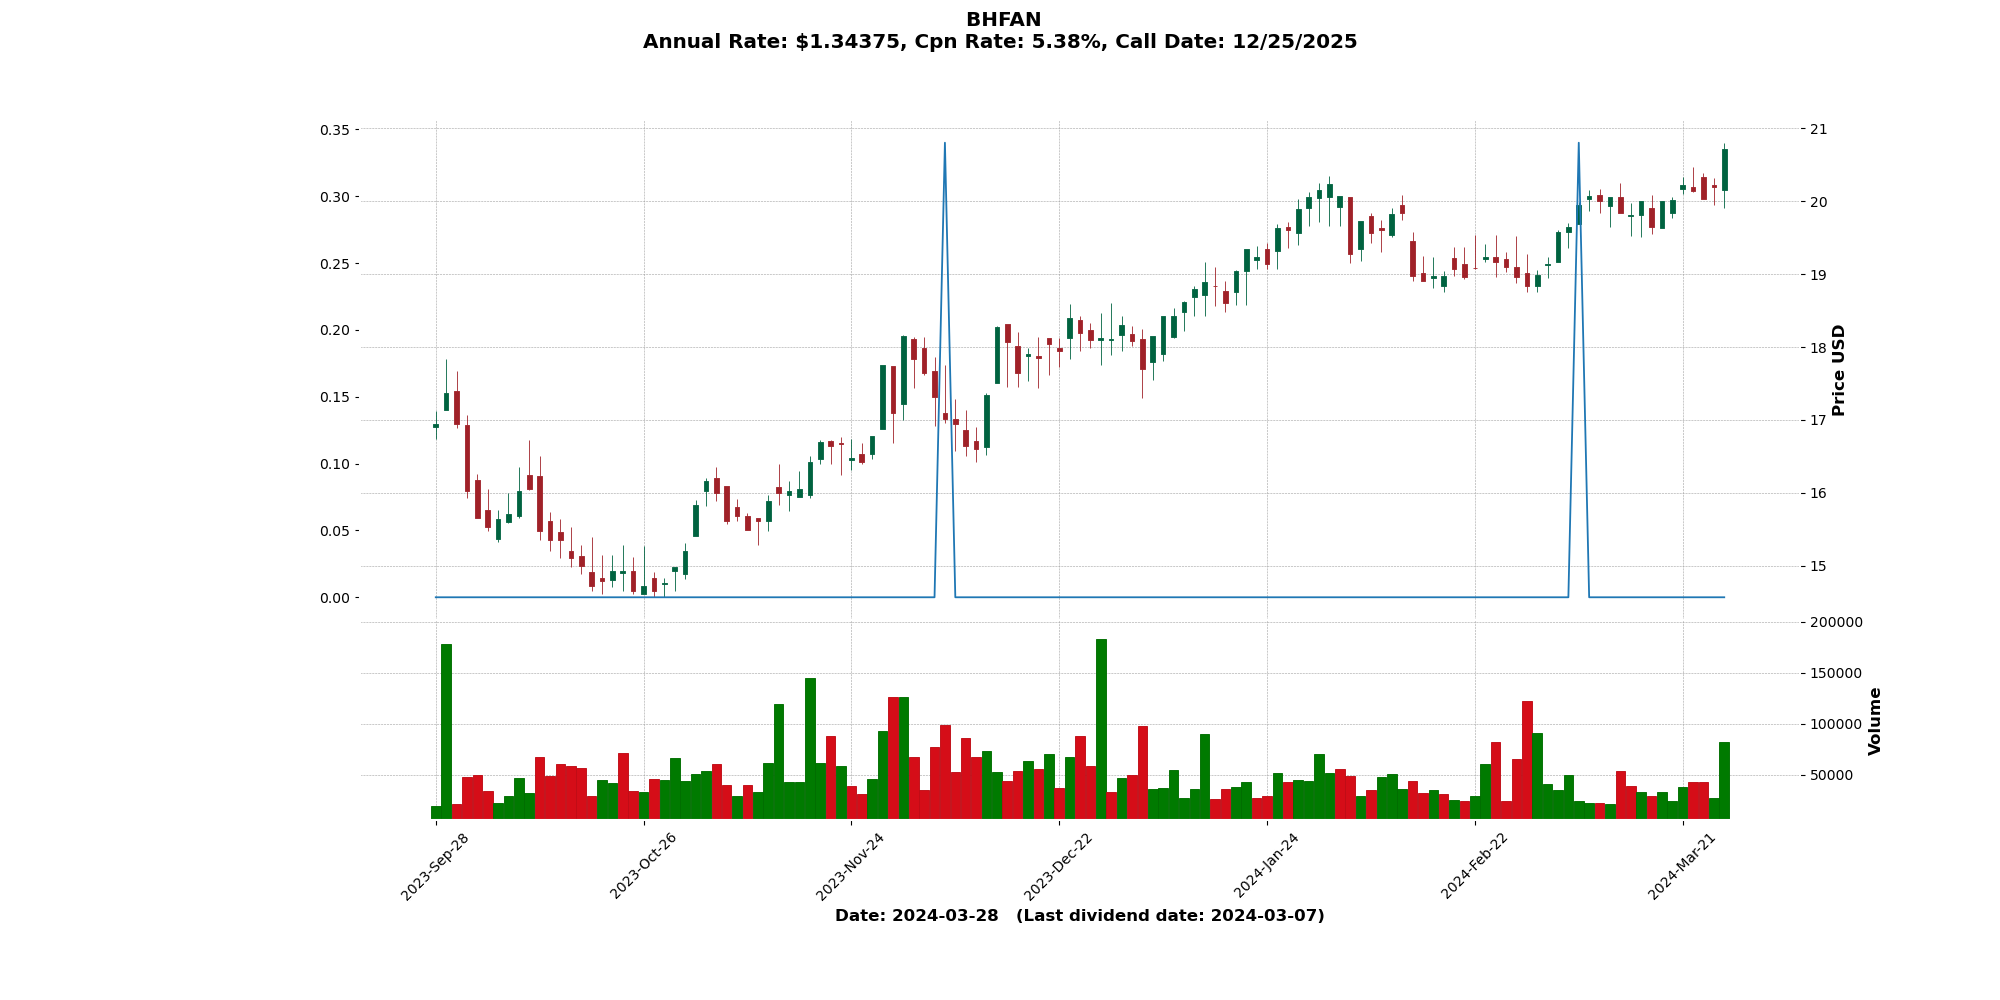 BHFAN
Annual Rate: $1.34375, Cpn Rate: 5.38%, Call Date: 12/25/2025
0.35
0.30
0.25
0.20
0.15
0.10
0.05
0.00
21
20
19
18
17
16
15
Price USD
200000
150000
100000
50000
Volume
2023-Sep-28
2023-Oct-26
2023-Nov-24
2023-Dec-22
2024-Jan-24
2024-Feb-22
2024-Mar-21
Date: 2024-03-28 (Last dividend date: 2024-03-07)